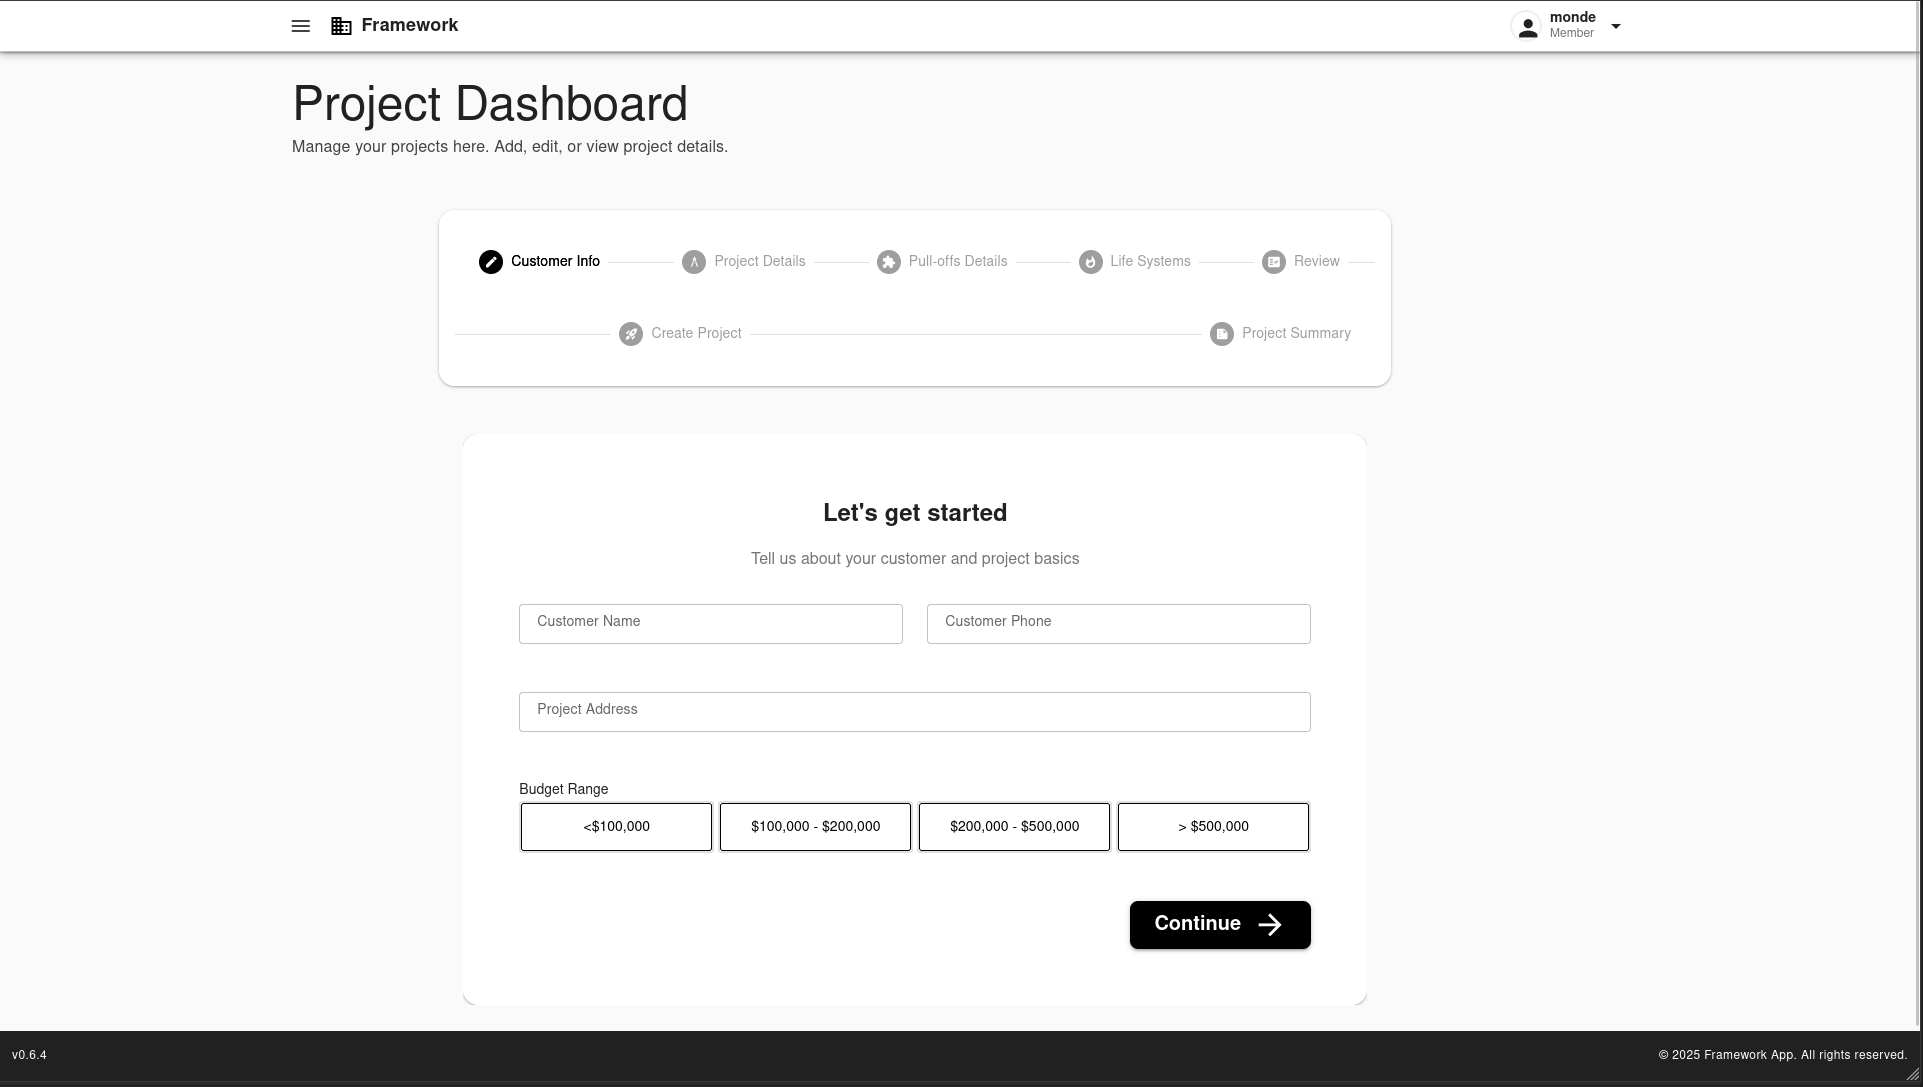 Framework
monde
Member
Project Dashboard
Manage your projects here. Add, edit, or view project details.
Customer Info
Project Details
Pull-offs Details
Life Systems
Review
Create Project
Project Summary
Let's get started
Tell us about your customer and project basics
Customer Name
Customer Phone
Project Address
Budget Range
<$100,000
$100,000 - $200,000
$200,000 - $500,000
> $500,000
Continue
v0.6.4
© 2025 Framework App. All rights reserved.